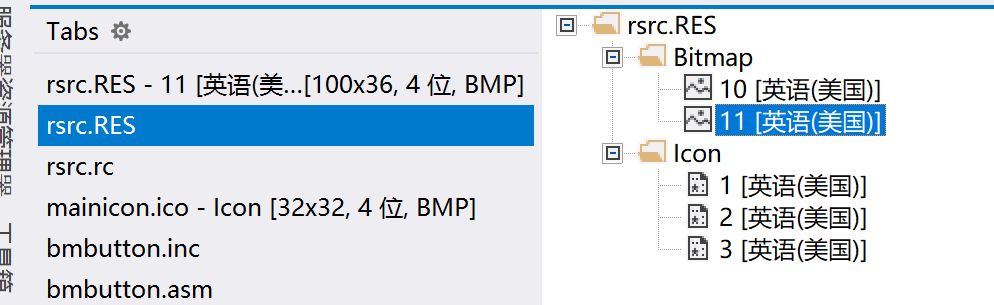 服务器资源管理器
工具箱
Tabs
rsrc.RES - 11 [英语(美...[100x36, 4 位, BMP]
rsrc.RES
rsrc.rc
mainicon.ico - Icon [32x32, 4 位, BMP]
bmbutton.inc
bmbutton.asm
rsrc.RES
Bitmap
10 [英语(美国)]
11 [英语(美国)]
Icon
1 [英语(美国)]
2 [英语(美国)]
3 [英语(美国)]